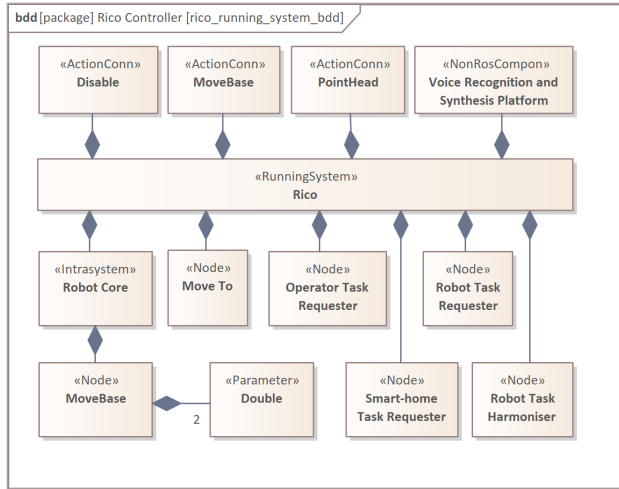 bdd [package] Rico Controller [rico_running_system_bdd]
«ActionConn»
Disable
«ActionConn»
MoveBase
«ActionConn»
PointHead
«NonRosCompon»
Voice Recognition and
Synthesis Platform
«RunningSystem»
Rico
«Intrasystem»
Robot Core
«Node»
Move To
«Node»
Operator Task
Requester
«Node»
Robot Task
Requester
«Node»
MoveBase
2
«Parameter»
Double
«Node»
Smart-home
Task Requester
«Node»
Robot Task
Harmoniser